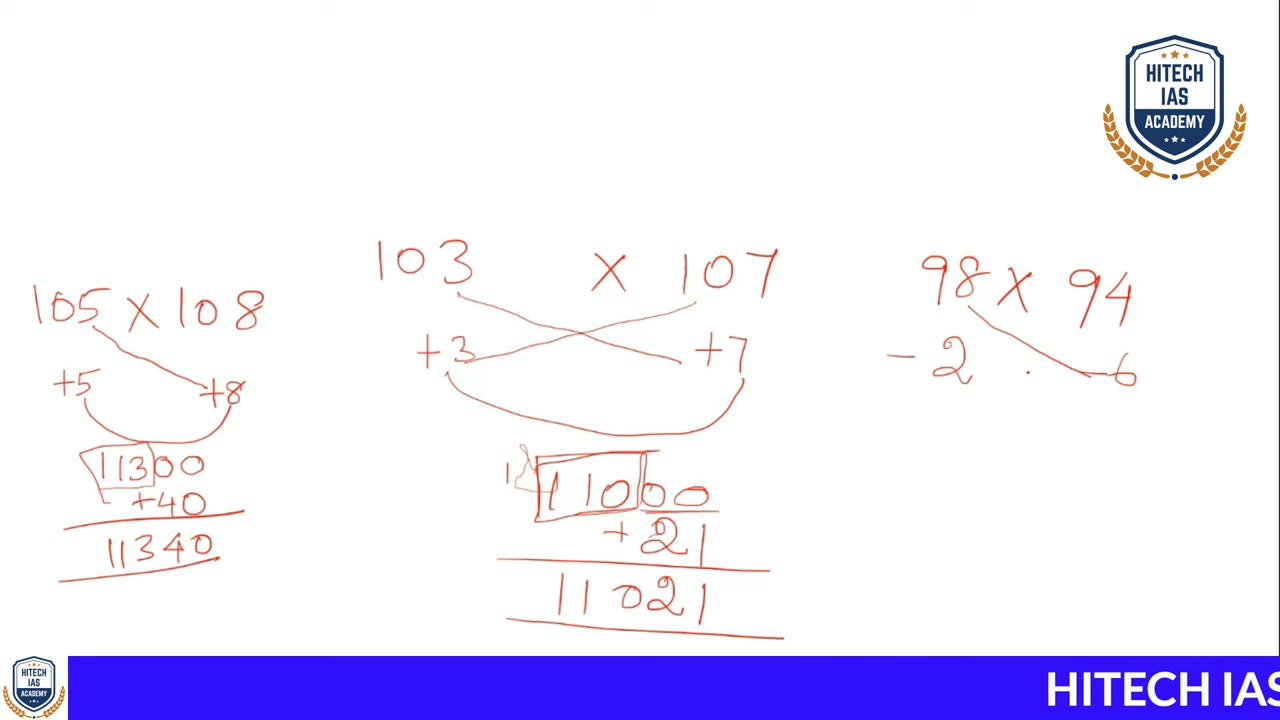 HITECH
IAS
ACADEMY
105 X 108
+5 +8
11300
+40
11340
103 X 107
+3 +7
11000
+ 21
11021
98 X 94
- 2 . - 6
HITECH
IAS
ACADEMY
HITECH IAS